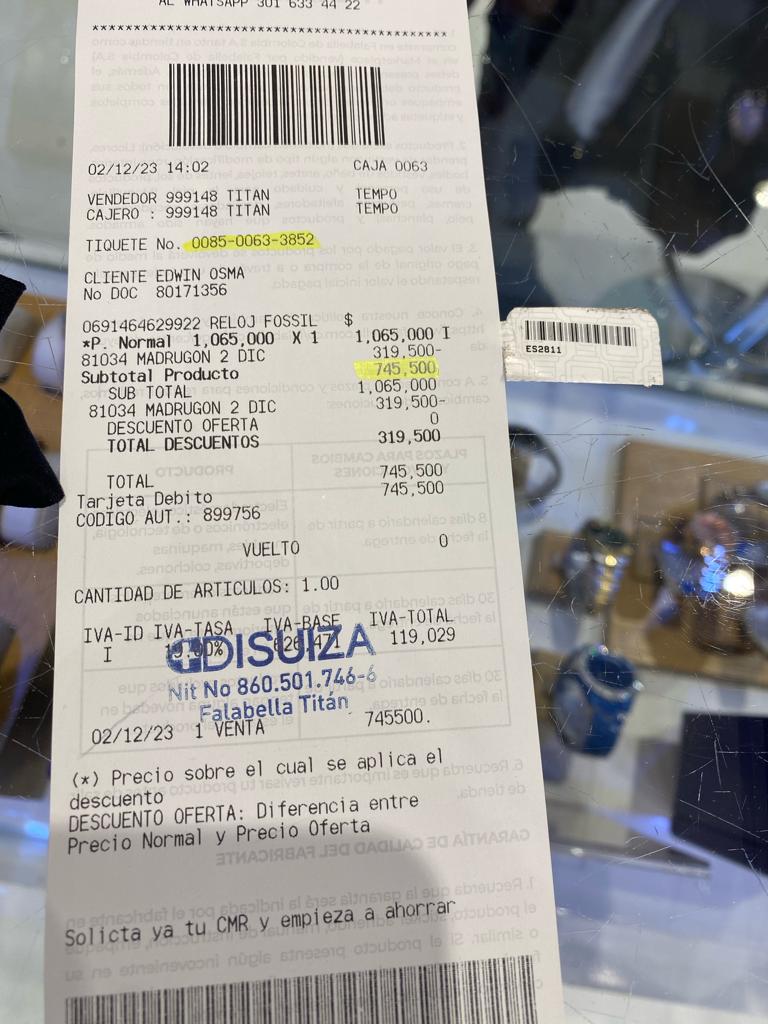 AL WHATSAPP 301 633 44 22
02/12/23 14:02 CAJA 0063
VENDEDOR 999148 TITAN TEMPO
CAJERO : 999148 TITAN TEMPO
TIQUETE No. 0085-0063-3852
CLIENTE EDWIN OSMA
No DOC 80171356
0691464629922 RELOJ FOSSIL $
*P. Normal 1,065,000 X 1 1,065,000 I
81034 MADRUGON 2 DIC 319,500-
Subtotal Producto 745,500
SUB TOTAL 1,065,000
81034 MADRUGON 2 DIC 319,500-
DESCUENTO OFERTA 0
TOTAL DESCUENTOS 319,500
TOTAL 745,500
Tarjeta Debito 745,500
CODIGO AUT.: 899756
VUELTO 0
CANTIDAD DE ARTICULOS: 1.00
IVA-ID IVA-TASA IVA-BASE IVA-TOTAL
I 19.00% 119,029
DISUIZA
Nit No 860.501.746-6
Falabella Titán
02/12/23 1 VENTA 745500.
(*) Precio sobre el cual se aplica el
descuento
DESCUENTO OFERTA: Diferencia entre
Precio Normal y Precio Oferta
Solicta ya tu CMR y empieza a ahorrar
ES2811